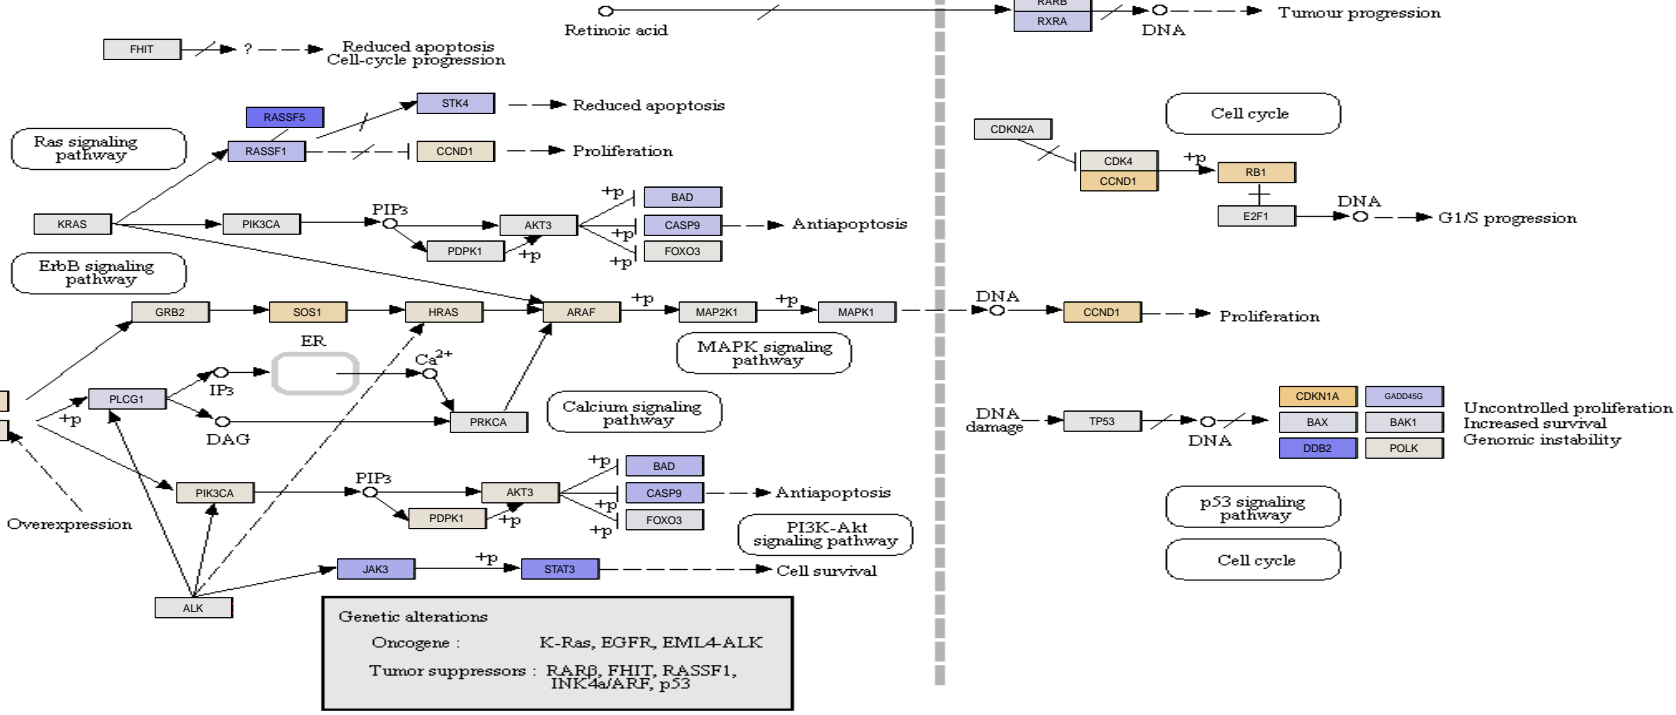 RARB
RXRA
Retinoic acid
DNA
Tumour progression
FHIT
?
Reduced apoptosis
Cell-cycle progression
RASSF5
STK4
Reduced apoptosis
Ras signaling
pathway
RASSF1
CCND1
Proliferation
Cell cycle
CDKN2A
CDK4
CCND1
+p
RB1
E2F1
DNA
G1/S progression
KRAS
PIK3CA
PIP3
AKT3
PDPK1
+p
+p
+p
+p
BAD
CASP9
FOXO3
Antiapoptosis
ErbB signaling
pathway
GRB2
SOS1
HRAS
ARAF
+p
MAP2K1
+p
MAPK1
DNA
CCND1
Proliferation
MAPK signaling
pathway
ER
Ca2+
IP3
PLCG1
+p
DAG
PRKCA
Calcium signaling
pathway
DNA
damage
TP53
DNA
CDKN1A
GADD45G
BAX
BAK1
DDB2
POLK
Uncontrolled proliferation
Increased survival
Genomic instability
Overexpression
PIK3CA
PIP3
AKT3
PDPK1
+p
+p
+p
+p
BAD
CASP9
FOXO3
Antiapoptosis
PI3K-Akt
signaling pathway
p53 signaling
pathway
Cell cycle
JAK3
+p
STAT3
Cell survival
ALK
Genetic alterations
Oncogene : K-Ras, EGFR, EML4-ALK
Tumor suppressors : RARβ, FHIT, RASSF1,
INK4a/ARF, p53